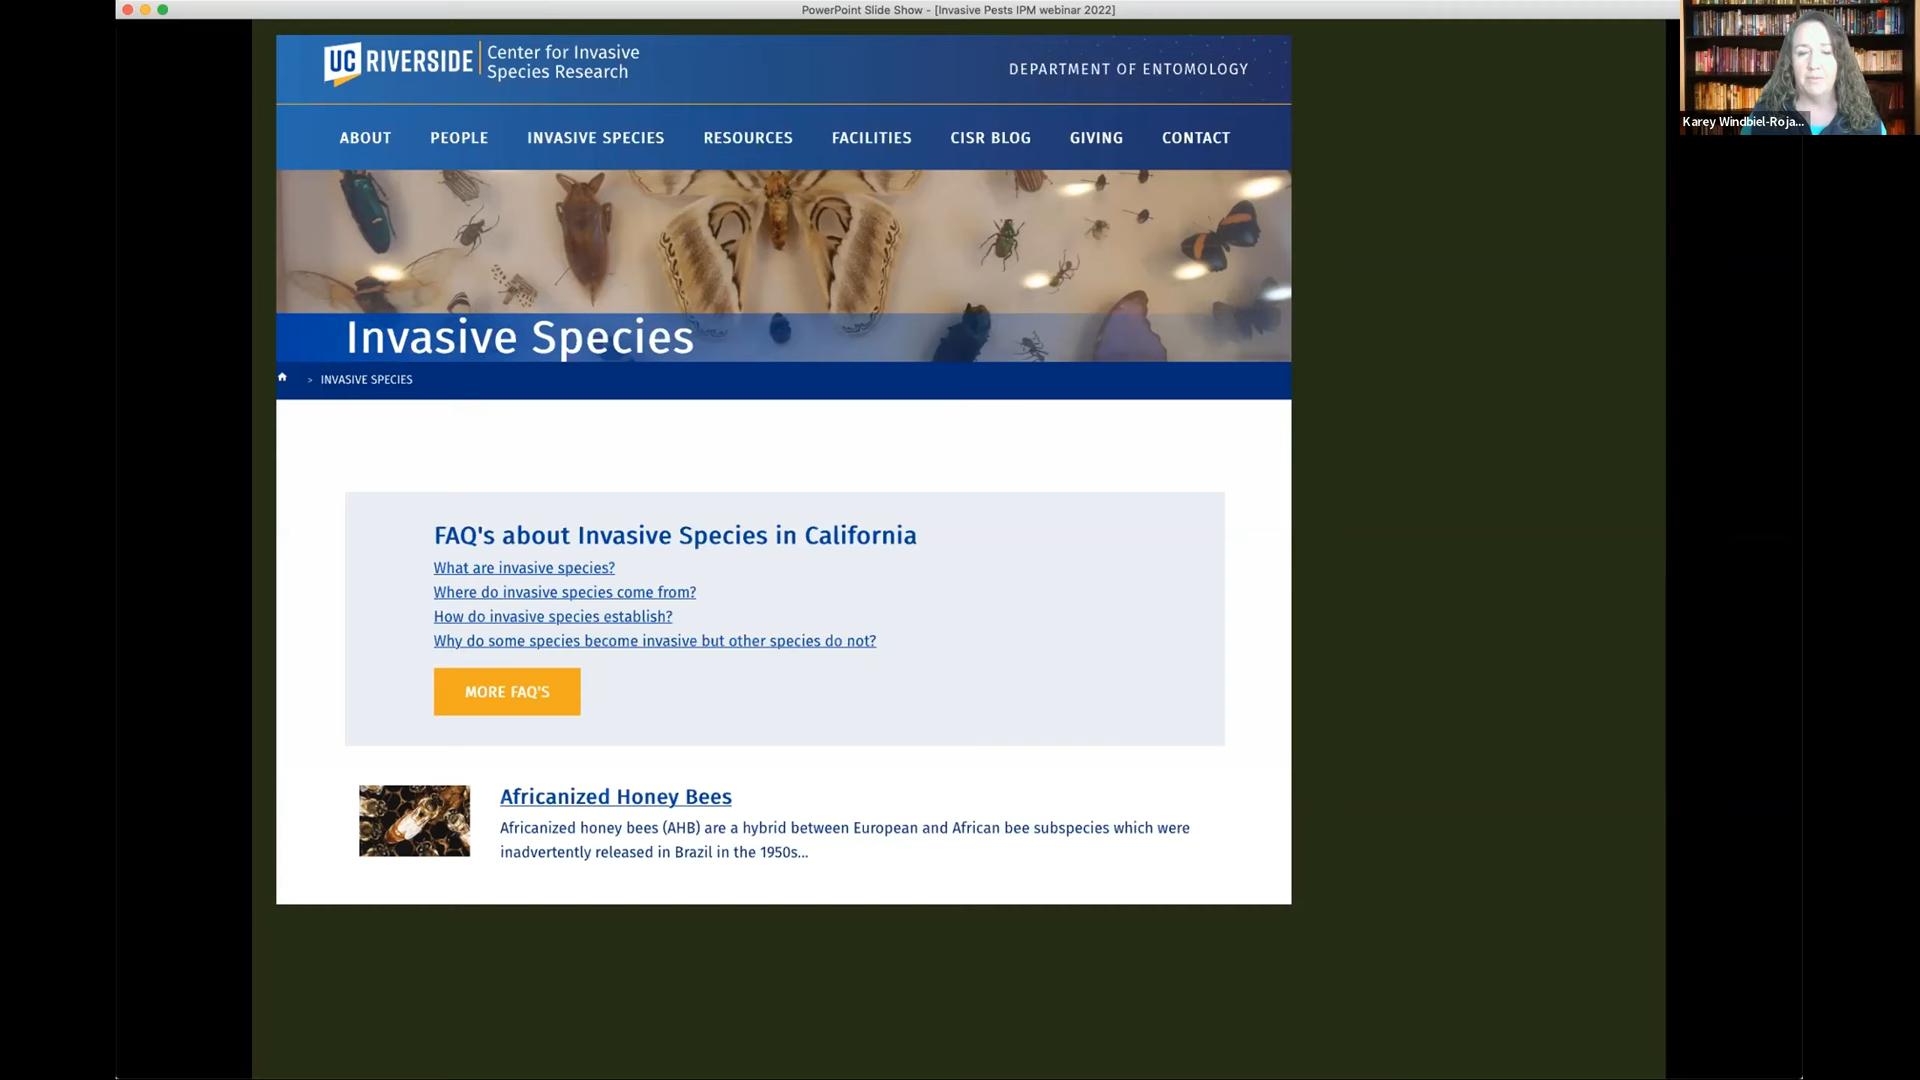 PowerPoint Slide Show - [Invasive Pests IPM webinar 2022]
UC RIVERSIDE
Center for Invasive
Species Research
DEPARTMENT OF ENTOMOLOGY
ABOUT PEOPLE INVASIVE SPECIES RESOURCES FACILITIES CISR BLOG GIVING CONTACT
Karey Windbiel-Roja...
Invasive Species
> INVASIVE SPECIES
FAQ's about Invasive Species in California
What are invasive species?
Where do invasive species come from?
How do invasive species establish?
Why do some species become invasive but other species do not?
MORE FAQ'S
Africanized Honey Bees
Africanized honey bees (AHB) are a hybrid between European and African bee subspecies which were
inadvertently released in Brazil in the 1950s...